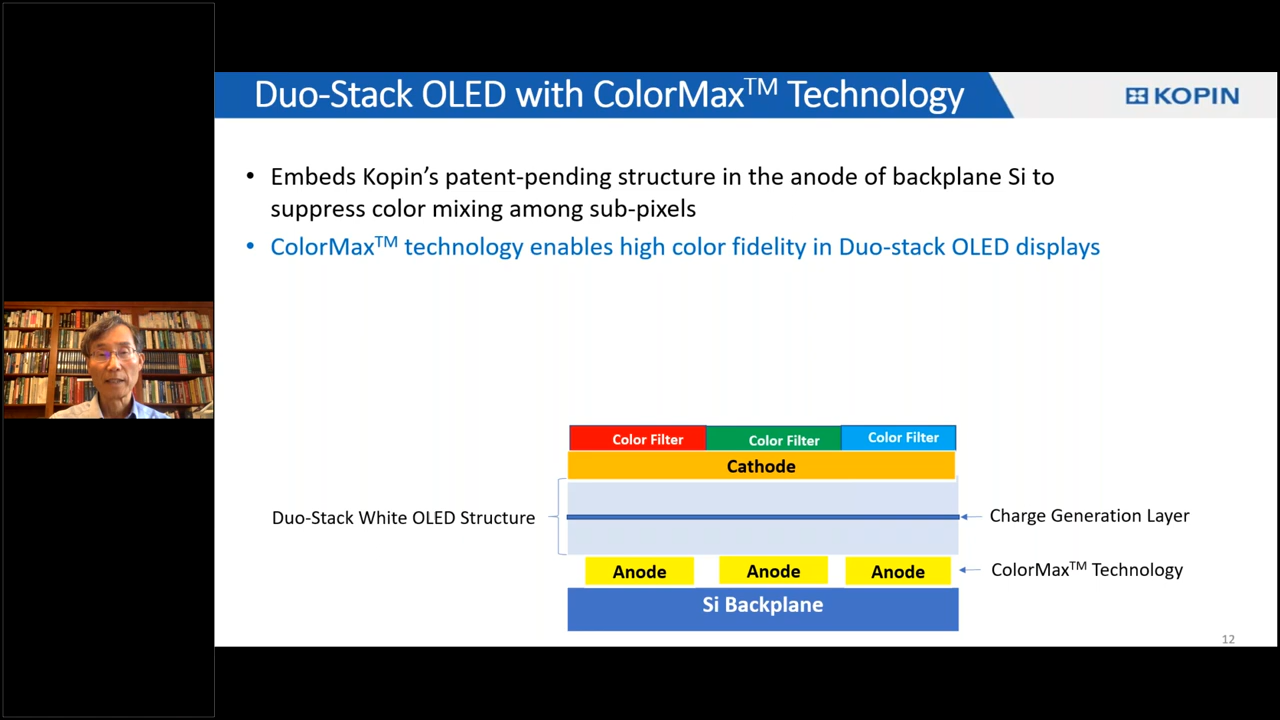 Duo-Stack OLED with ColorMax™ Technology
KOPIN
• Embeds Kopin’s patent-pending structure in the anode of backplane Si to
suppress color mixing among sub-pixels
• ColorMax™ technology enables high color fidelity in Duo-stack OLED displays
Color Filter Color Filter Color Filter
Cathode
Duo-Stack White OLED Structure
Charge Generation Layer
Anode Anode Anode
ColorMax™ Technology
Si Backplane
12